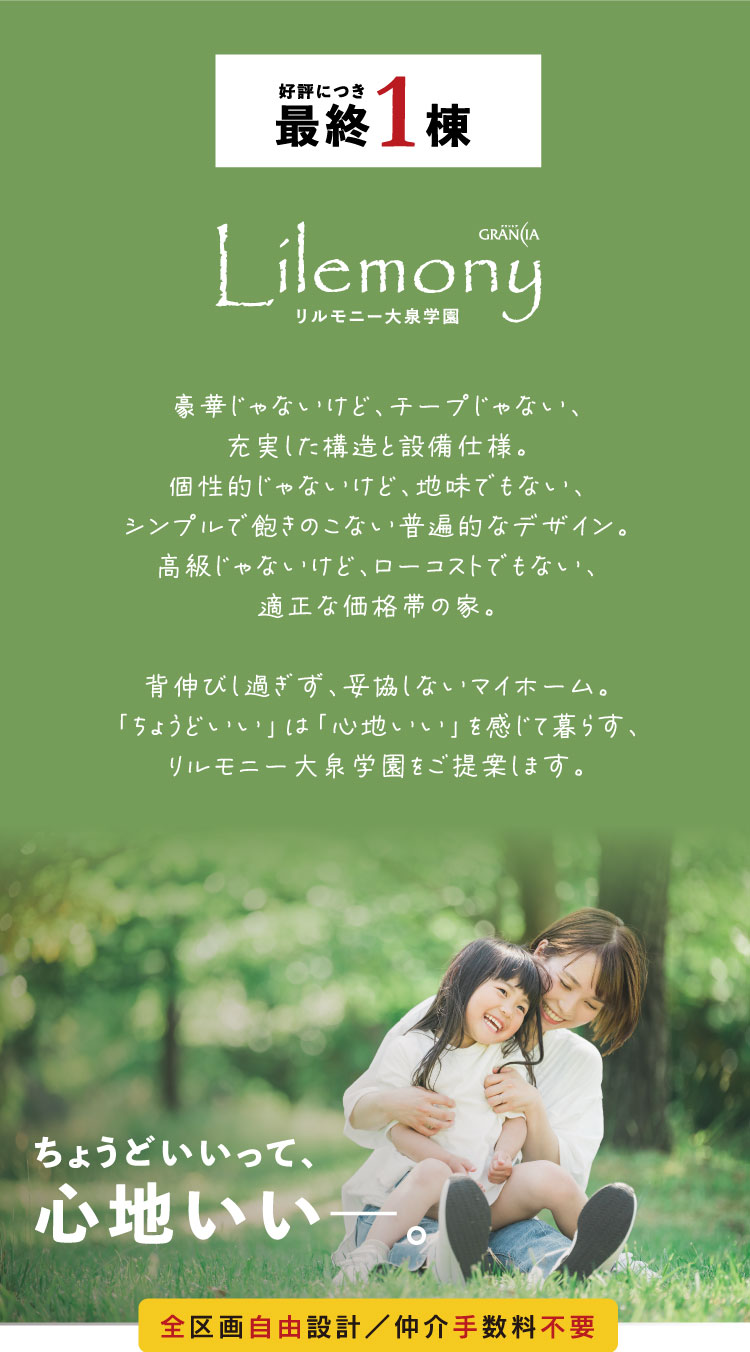 好評につき
最終1棟
GRANCIA
Lilemony
リルモニー大泉学園
豪華じゃないけど、チープじゃない、
充実した構造と設備仕様。
個性的じゃないけど、地味でもない、
シンプルで飽きのこない普遍的なデザイン。
高級じゃないけど、ローコストでもない、
適正な価格帯の家。
背伸びし過ぎず、妥協しないマイホーム。
「ちょうどいい」は「心地いい」を感じて暮らす、
リルモニー大泉学園をご提案します。
ちょうどいいって、
心地いい―。
全区画自由設計／仲介手数料不要